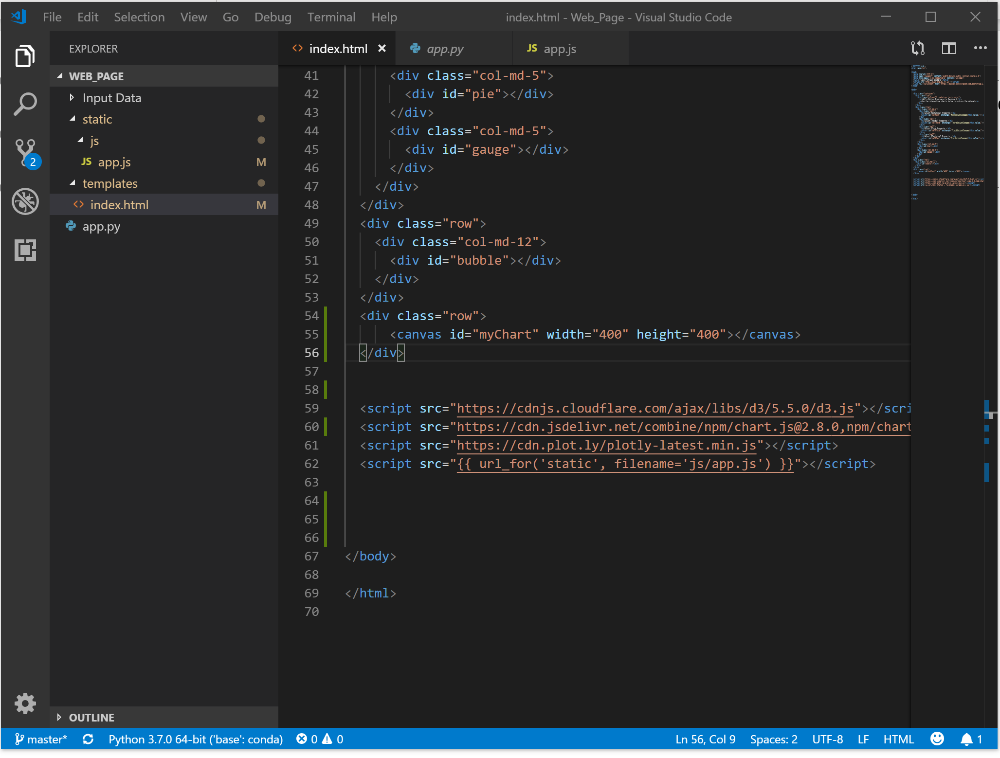 File Edit Selection View Go Debug Terminal Help index.html - Web_Page - Visual Studio Code
EXPLORER
WEB_PAGE
Input Data
static
js
JS app.js M
templates
<> index.html M
app.py
2
OUTLINE
<> index.html × app.py JS app.js
41 <div class="col-md-5">
42 <div id="pie"></div>
43 </div>
44 <div class="col-md-5">
45 <div id="gauge"></div>
46 </div>
47 </div>
48 </div>
49 <div class="row">
50 <div class="col-md-12">
51 <div id="bubble"></div>
52 </div>
53 </div>
54 <div class="row">
55 <canvas id="myChart" width="400" height="400"></canvas>
56 </div>
57
58
59 <script src="https://cdnjs.cloudflare.com/ajax/libs/d3/5.5.0/d3.js"></scri
60 <script src="https://cdn.jsdelivr.net/combine/npm/chart.js@2.8.0,npm/chart
61 <script src="https://cdn.plot.ly/plotly-latest.min.js"></script>
62 <script src="{{ url_for('static', filename='js/app.js') }}"></script>
63
64
65
66
67 </body>
68
69 </html>
70
master* Python 3.7.0 64-bit ('base': conda) 0 0 Ln 56, Col 9 Spaces: 2 UTF-8 LF HTML 1